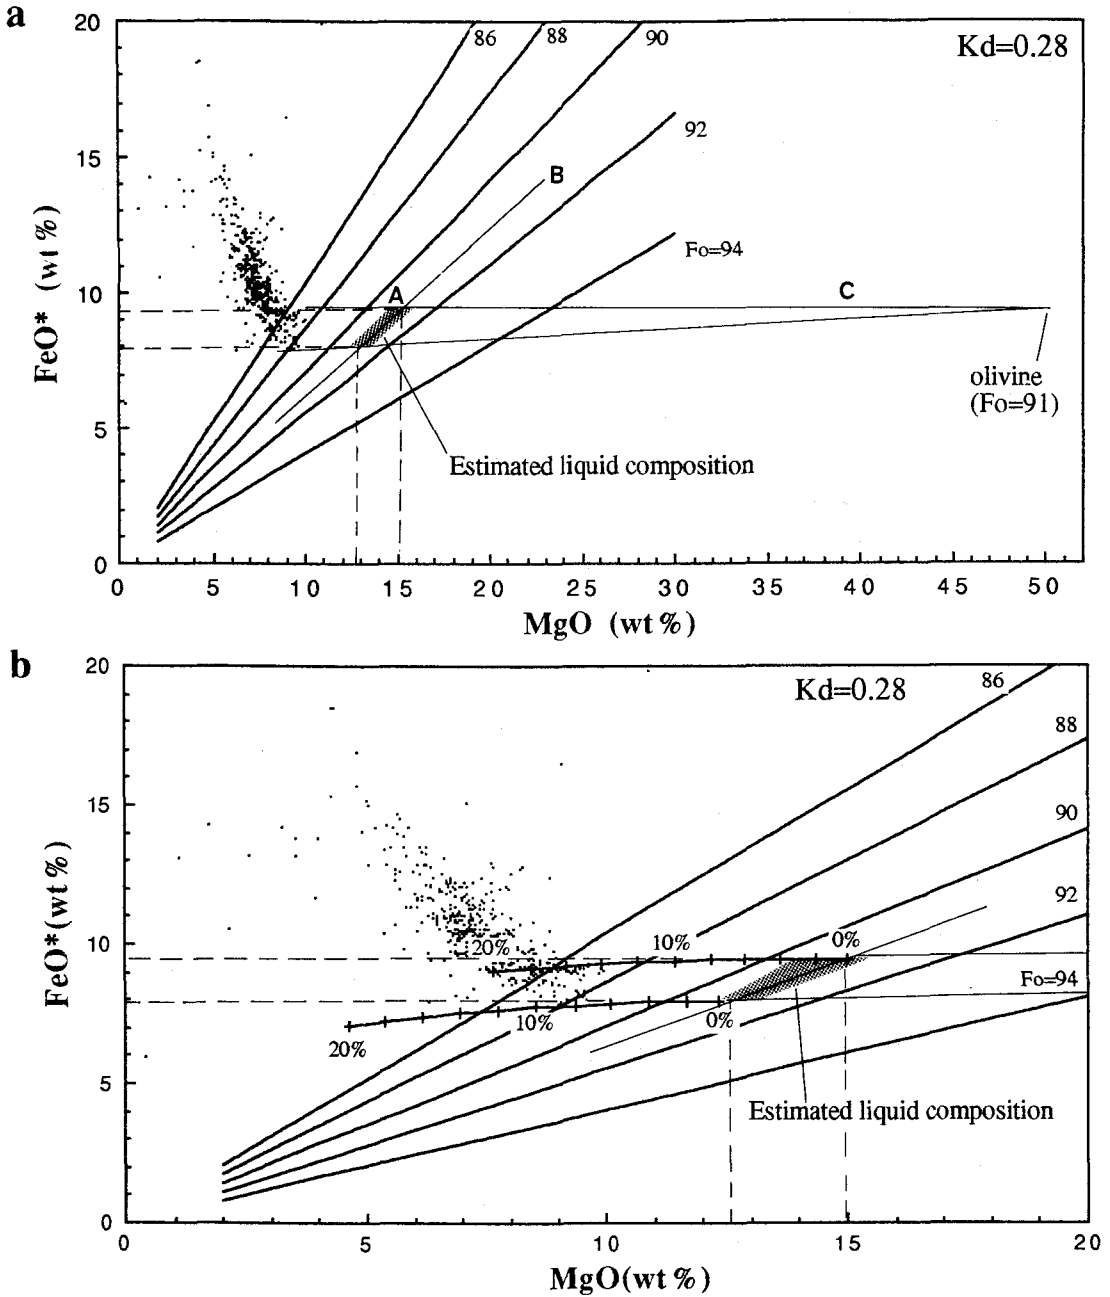 a
Kd=0.28
20
15
10
5
0
86
88
90
92
Fo=94
B
A
C
olivine
(Fo=91)
Estimated liquid composition
FeO* (wt%)
0 5 10 15 20 25 30 35 40 45 50
MgO (wt%)
b
Kd=0.28
20
15
10
5
0
86
88
90
92
Fo=94
20%
10%
0%
20%
10%
0%
Estimated liquid composition
FeO*(wt%)
0 5 10 15 20
MgO(wt%)